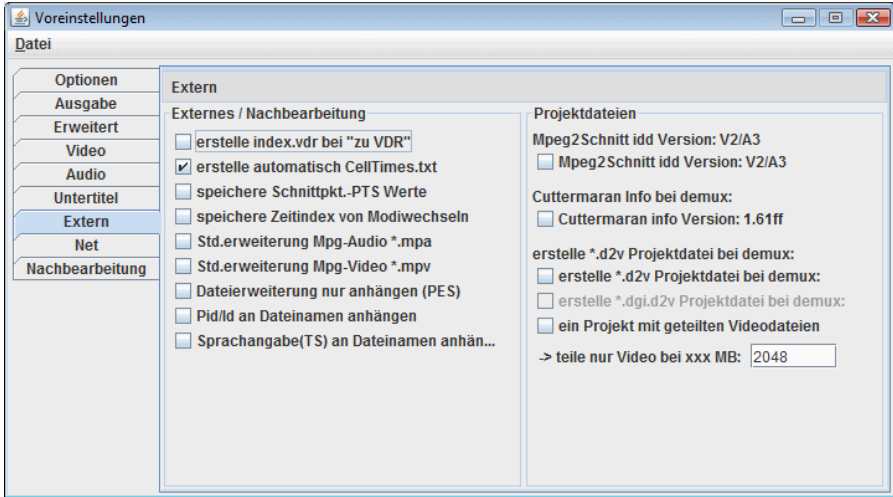 Voreinstellungen
Datei
Optionen
Ausgabe
Erweitert
Video
Audio
Untertitel
Extern
Net
Nachbearbeitung
Extern
Externes / Nachbearbeitung
erstelle index.vdr bei "zu VDR"
erstelle automatisch CellTimes.txt
speichere Schnittpkt.-PTS Werte
speichere Zeitindex von Modiwechseln
Std.erweiterung Mpg-Audio *.mpa
Std.erweiterung Mpg-Video *.mpv
Dateierweiterung nur anhängen (PES)
Pid/Id an Dateinamen anhängen
Sprachangabe(TS) an Dateinamen anhän...
Projektdateien
Mpeg2Schnitt idd Version: V2/A3
Mpeg2Schnitt idd Version: V2/A3
Cuttermaran Info bei demux:
Cuttermaran info Version: 1.61ff
erstelle *.d2v Projektdatei bei demux:
erstelle *.d2v Projektdatei bei demux:
erstelle *.dgi.d2v Projektdatei bei demux:
ein Projekt mit geteilten Videodateien
-> teile nur Video bei xxx MB: 2048